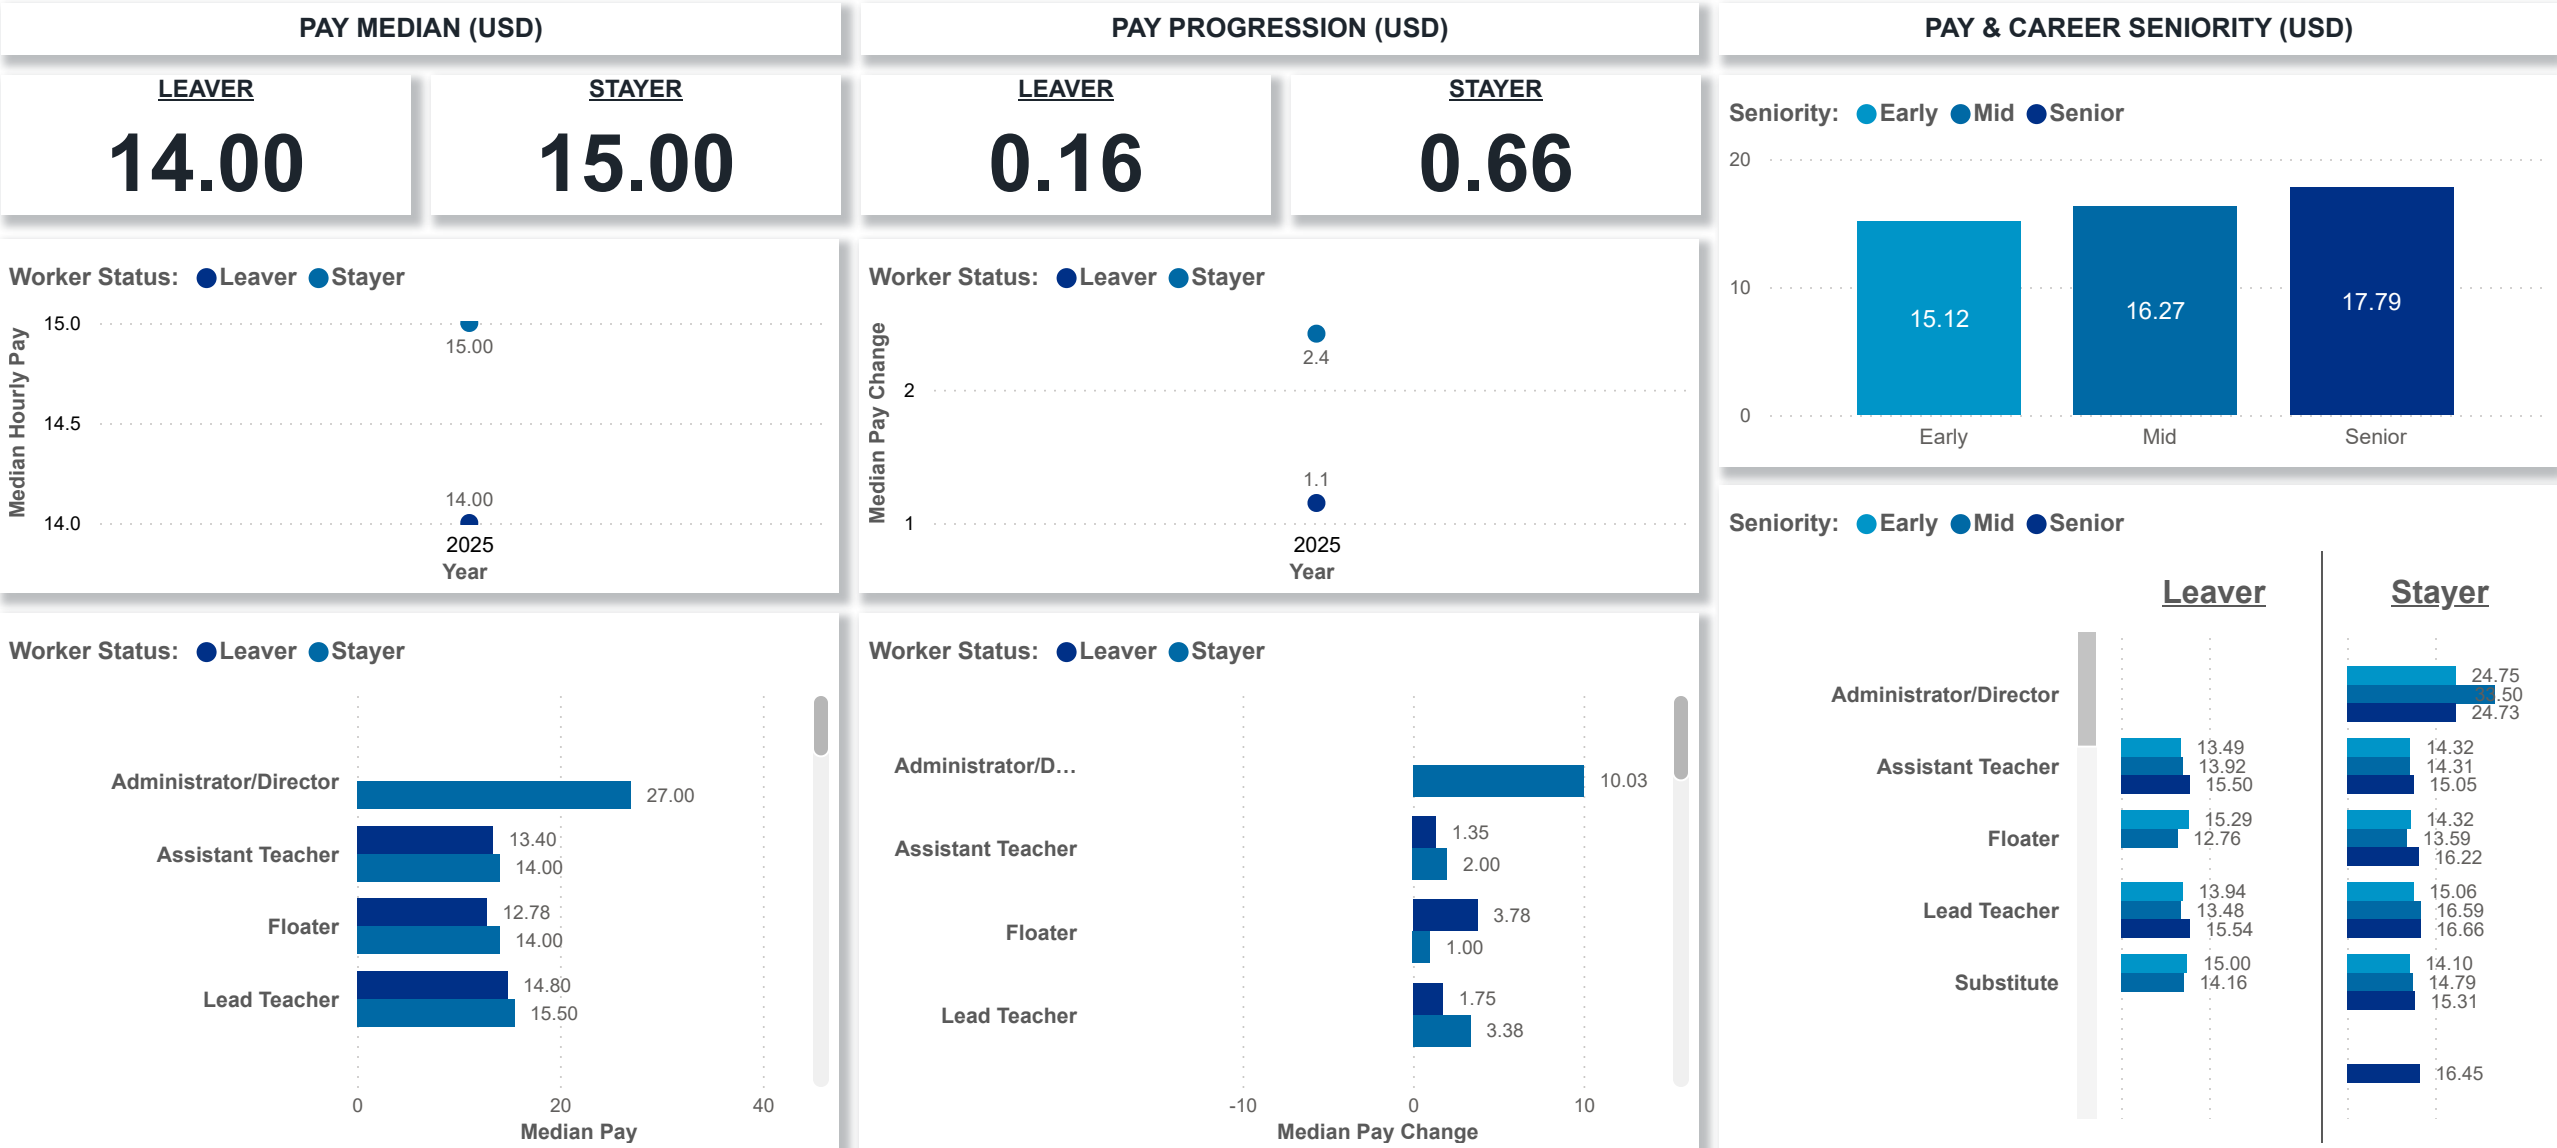 PAY MEDIAN (USD)
LEAVER
14.00
STAYER
15.00
Worker Status: Leaver Stayer
Median Hourly Pay
15.0
14.5
14.0
15.00
14.00
2025
Year
Worker Status: Leaver Stayer
Administrator/Director
27.00
Assistant Teacher
13.40
14.00
Floater
12.78
14.00
Lead Teacher
14.80
15.50
0 20 40
Median Pay
PAY PROGRESSION (USD)
LEAVER
0.16
STAYER
0.66
Worker Status: Leaver Stayer
Median Pay Change
2
1
2.4
1.1
2025
Year
Worker Status: Leaver Stayer
Administrator/D...
10.03
Assistant Teacher
1.35
2.00
Floater
3.78
1.00
Lead Teacher
1.75
3.38
-10 0 10
Median Pay Change
PAY & CAREER SENIORITY (USD)
Seniority: Early Mid Senior
20
10
0
15.12
16.27
17.79
Early Mid Senior
Seniority: Early Mid Senior
Leaver Stayer
Administrator/Director
24.75
33.50
24.73
Assistant Teacher
13.49 14.32
13.92 14.31
15.50 15.05
Floater
15.29 14.32
12.76 13.59
16.22
Lead Teacher
13.94 15.06
13.48 16.59
15.54 16.66
Substitute
15.00 14.10
14.16 14.79
15.31
16.45